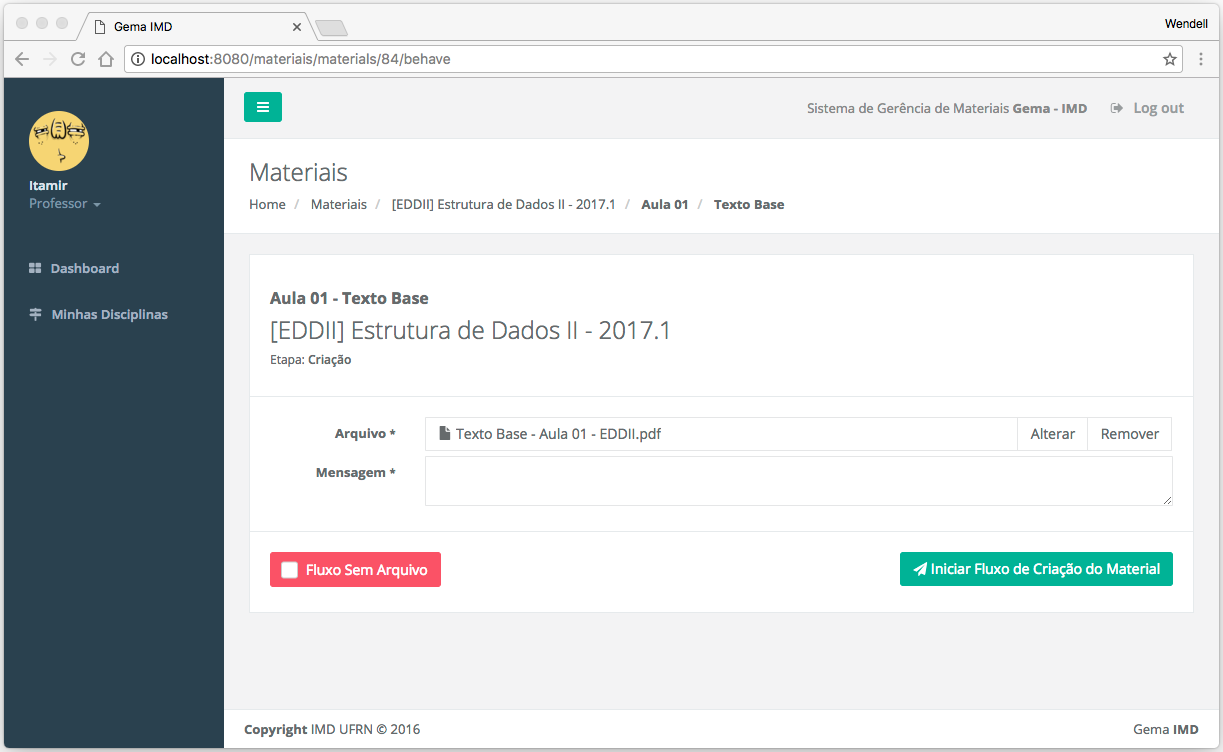 Gema IMD
Wendell
localhost:8080/materiais/materials/84/behave
Sistema de Gerência de Materiais Gema - IMD Log out
Itamir
Professor
Dashboard
Minhas Disciplinas
Materiais
Home / Materiais / [EDDII] Estrutura de Dados II - 2017.1 / Aula 01 / Texto Base
Aula 01 - Texto Base
[EDDII] Estrutura de Dados II - 2017.1
Etapa: Criação
Arquivo * Texto Base - Aula 01 - EDDII.pdf Alterar Remover
Mensagem *
Fluxo Sem Arquivo Iniciar Fluxo de Criação do Material
Copyright IMD UFRN © 2016 Gema IMD